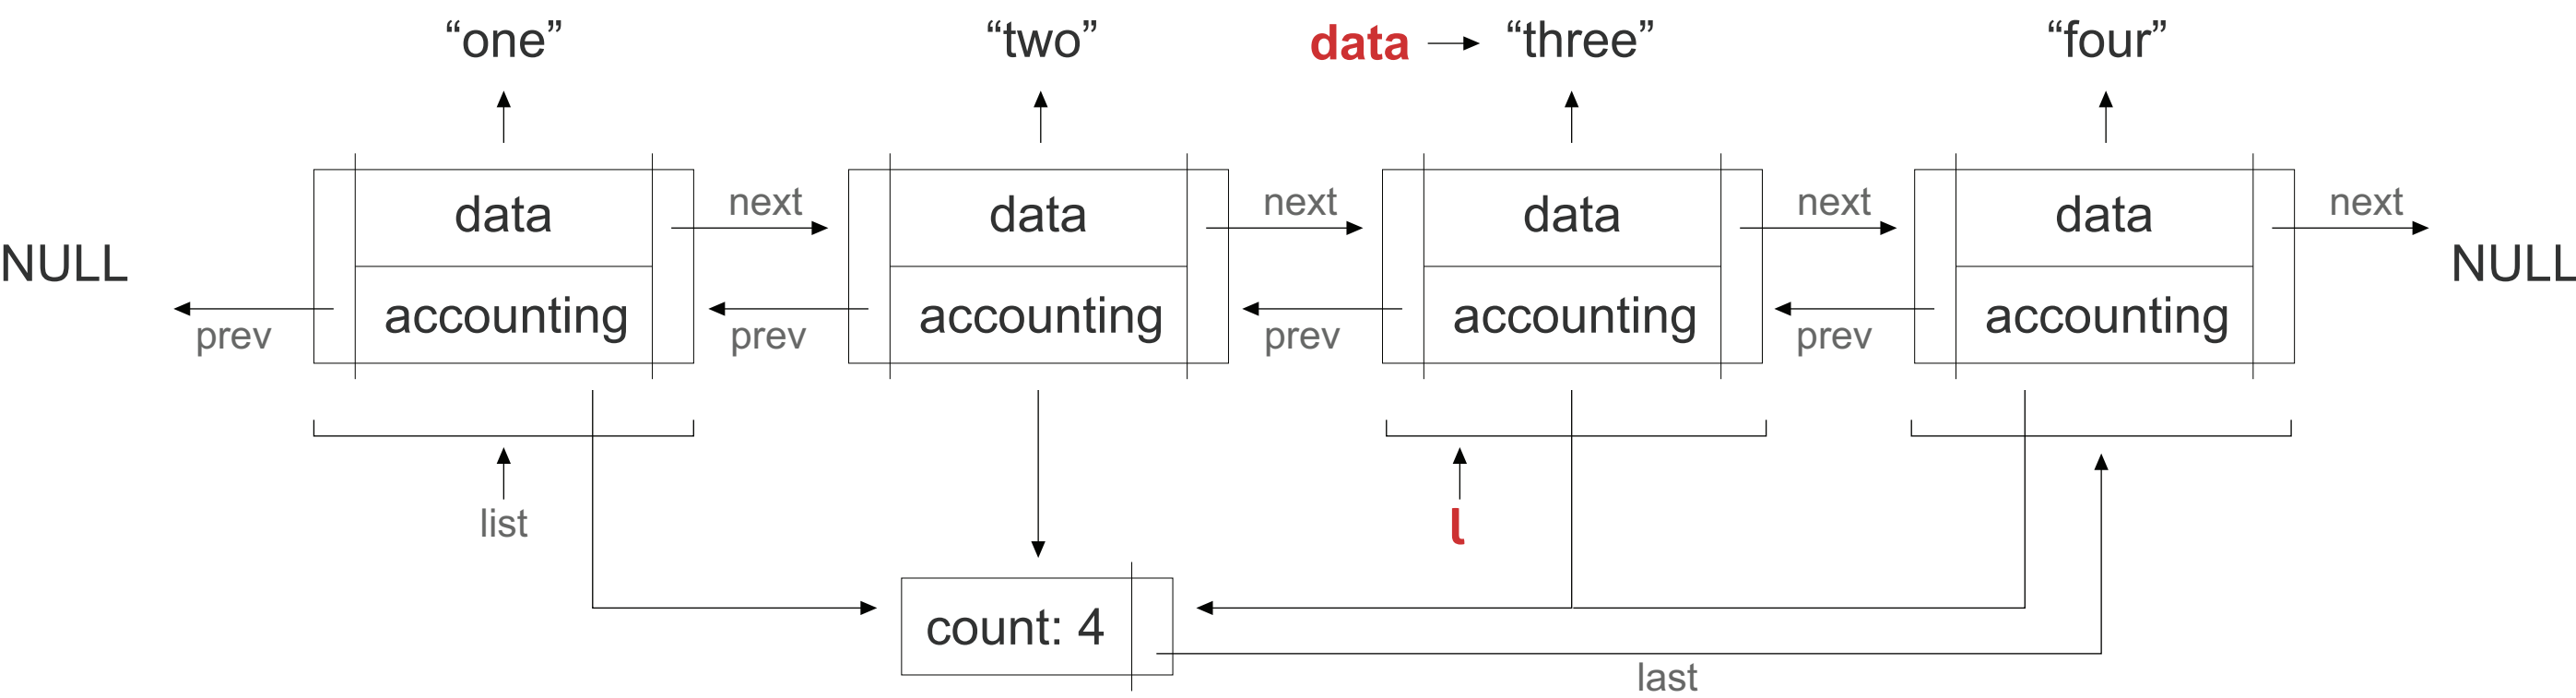 “one” “two” data “three” “four”
data next data next data next data next
NULL NULL
prev accounting prev accounting prev accounting prev accounting
list l
count: 4
last